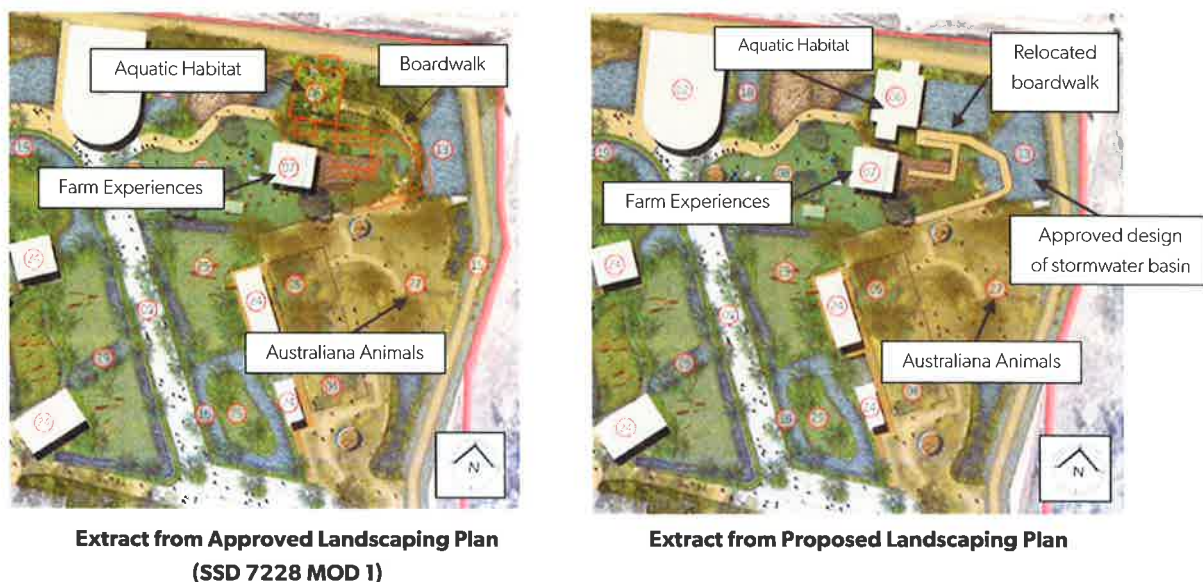 Aquatic Habitat
Boardwalk
Farm Experiences
Australiana Animals
N
Extract from Approved Landscaping Plan
(SSD 7228 MOD 1)
Aquatic Habitat
Relocated
boardwalk
Farm Experiences
Approved design
of stormwater basin
Australiana Animals
N
Extract from Proposed Landscaping Plan